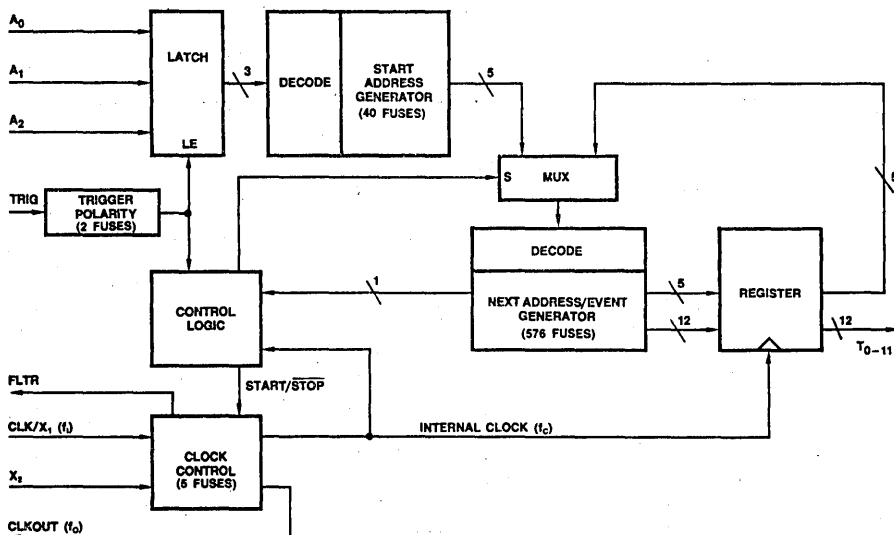 A0
A1
A2
LATCH
LE
3
DECODE
START
ADDRESS
GENERATOR
(40 FUSES)
5
S MUX
TRIG
TRIGGER
POLARITY
(2 FUSES)
DECODE
NEXT ADDRESS/EVENT
GENERATOR
(576 FUSES)
1
5
12
REGISTER
5
12
T0–11
CONTROL
LOGIC
START/STOP
FLTR
CLK/X1 (fI)
X2
CLOCK
CONTROL
(5 FUSES)
INTERNAL CLOCK (fC)
CLKOUT (fO)